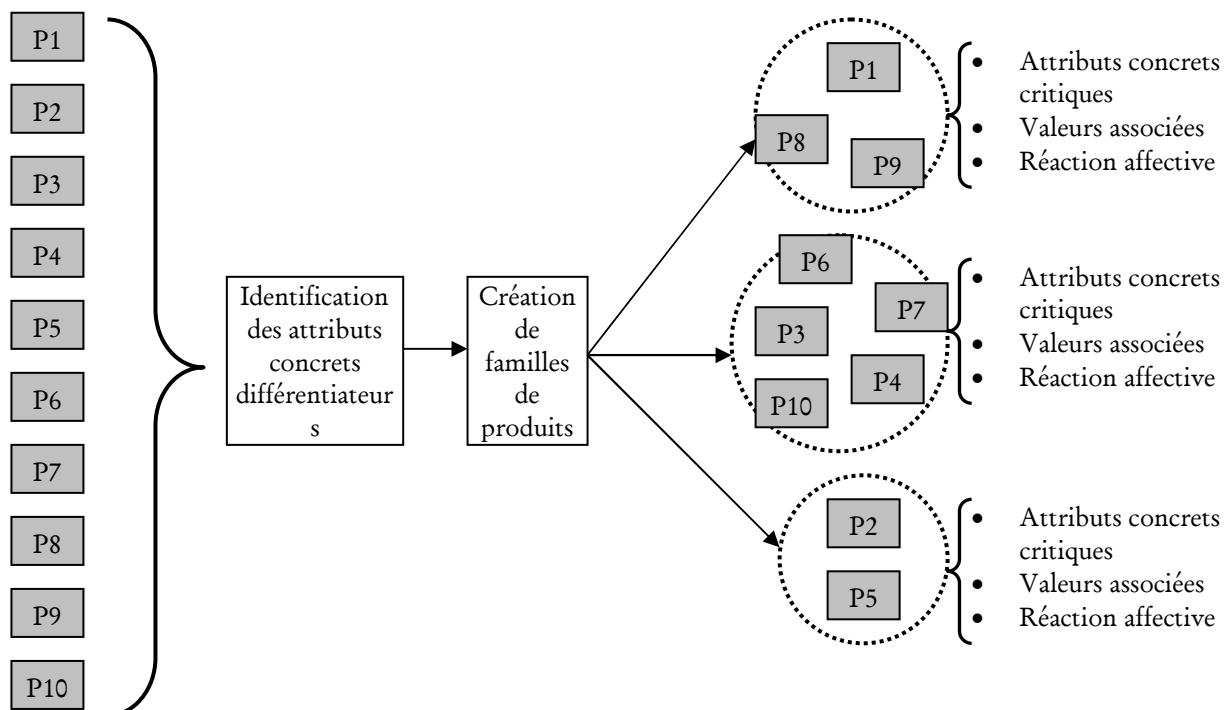 P1
P2
P3
P4
P5
P6
P7
P8
P9
P10
Identification
des attributs
concrets
différentiateur
s
Création
de
familles
de
produits
P1
P8
P9
• Attributs concrets
critiques
• Valeurs associées
• Réaction affective
P6
P7
P3
P4
P10
• Attributs concrets
critiques
• Valeurs associées
• Réaction affective
P2
P5
• Attributs concrets
critiques
• Valeurs associées
• Réaction affective